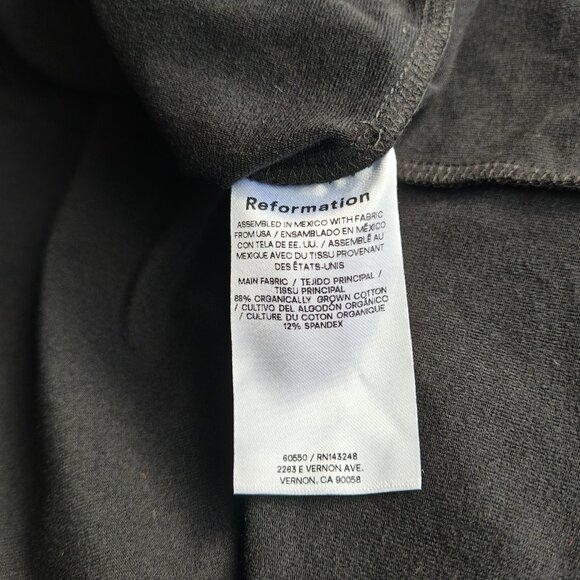 Reformation
ASSEMBLED IN MEXICO WITH FABRIC
FROM USA / ENSAMBLADO EN MÉXICO
CON TELA DE EE. UU. / ASSEMBLÉ AU
MEXIQUE AVEC DU TISSU PROVENANT
DES ÉTATS-UNIS
MAIN FABRIC / TEJIDO PRINCIPAL /
TISSU PRINCIPAL
88% ORGANICALLY GROWN COTTON
/ CULTIVO DEL ALGODÓN ORGÁNICO
/ CULTURE DU COTON ORGANIQUE
12% SPANDEX
60550 / RN143248
2263 E VERNON AVE.
VERNON, CA 90058